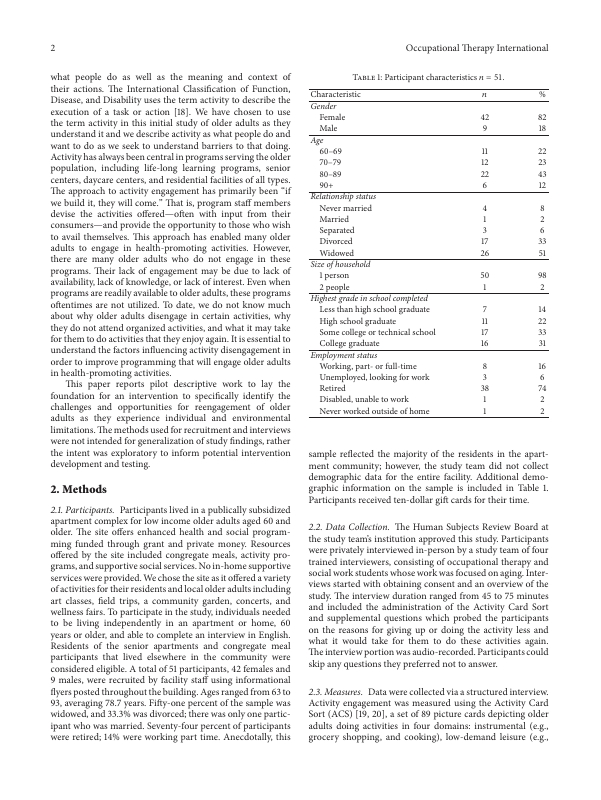 2
Occupational Therapy International
what people do as well as the meaning and context of
their actions. The International Classification of Function,
Disease, and Disability uses the term activity to describe the
execution of a task or action [18]. We have chosen to use
the term activity in this initial study of older adults as they
understand it and we describe activity as what people do and
want to do as we seek to understand barriers to that doing.
Activity has always been central in programs serving the older
population, including life-long learning programs, senior
centers, daycare centers, and residential facilities of all types.
The approach to activity engagement has primarily been “if
we build it, they will come.” That is, program staff members
devise the activities offered—often with input from their
consumers—and provide the opportunity to those who wish
to avail themselves. This approach has enabled many older
adults to engage in health-promoting activities. However,
there are many older adults who do not engage in these
programs. Their lack of engagement may be due to lack of
availability, lack of knowledge, or lack of interest. Even when
programs are readily available to older adults, these programs
oftentimes are not utilized. To date, we do not know much
about why older adults disengage in certain activities, why
they do not attend organized activities, and what it may take
for them to do activities that they enjoy again. It is essential to
understand the factors influencing activity disengagement in
order to improve programming that will engage older adults
in health-promoting activities.
This paper reports pilot descriptive work to lay the
foundation for an intervention to specifically identify the
challenges and opportunities for reengagement of older
adults as they experience individual and environmental
limitations. The methods used for recruitment and interviews
were not intended for generalization of study findings, rather
the intent was exploratory to inform potential intervention
development and testing.
2. Methods
2.1. Participants. Participants lived in a publically subsidized
apartment complex for low income older adults aged 60 and
older. The site offers enhanced health and social program-
ming funded through grant and private money. Resources
offered by the site included congregate meals, activity pro-
grams, and supportive social services. No in-home supportive
services were provided. We chose the site as it offered a variety
of activities for their residents and local older adults including
art classes, field trips, a community garden, concerts, and
wellness fairs. To participate in the study, individuals needed
to be living independently in an apartment or home, 60
years or older, and able to complete an interview in English.
Residents of the senior apartments and congregate meal
participants that lived elsewhere in the community were
considered eligible. A total of 51 participants, 42 females and
9 males, were recruited by facility staff using informational
flyers posted throughout the building. Ages ranged from 63 to
93, averaging 78.7 years. Fifty-one percent of the sample was
widowed, and 33.3% was divorced; there was only one partic-
ipant who was married. Seventy-four percent of participants
were retired; 14% were working part time. Anecdotally, this
Table 1: Participant characteristics n = 51.
Characteristic n %
Gender
Female 42 82
Male 9 18
Age
60–69 11 22
70–79 12 23
80–89 22 43
90+ 6 12
Relationship status
Never married 4 8
Married 1 2
Separated 3 6
Divorced 17 33
Widowed 26 51
Size of household
1 person 50 98
2 people 1 2
Highest grade in school completed
Less than high school graduate 7 14
High school graduate 11 22
Some college or technical school 17 33
College graduate 16 31
Employment status
Working, part- or full-time 8 16
Unemployed, looking for work 3 6
Retired 38 74
Disabled, unable to work 1 2
Never worked outside of home 1 2
sample reflected the majority of the residents in the apart-
ment community; however, the study team did not collect
demographic data for the entire facility. Additional demo-
graphic information on the sample is included in Table 1.
Participants received ten-dollar gift cards for their time.
2.2. Data Collection. The Human Subjects Review Board at
the study team's institution approved this study. Participants
were privately interviewed in-person by a study team of four
trained interviewers, consisting of occupational therapy and
social work students whose work was focused on aging. Inter-
views started with obtaining consent and an overview of the
study. The interview duration ranged from 45 to 75 minutes
and included the administration of the Activity Card Sort
and supplemental questions which probed the participants
on the reasons for giving up or doing the activity less and
what it would take for them to do these activities again.
The interview portion was audio-recorded. Participants could
skip any questions they preferred not to answer.
2.3. Measures. Data were collected via a structured interview.
Activity engagement was measured using the Activity Card
Sort (ACS) [19, 20], a set of 89 picture cards depicting older
adults doing activities in four domains: instrumental (e.g.,
grocery shopping, and cooking), low-demand leisure (e.g.,